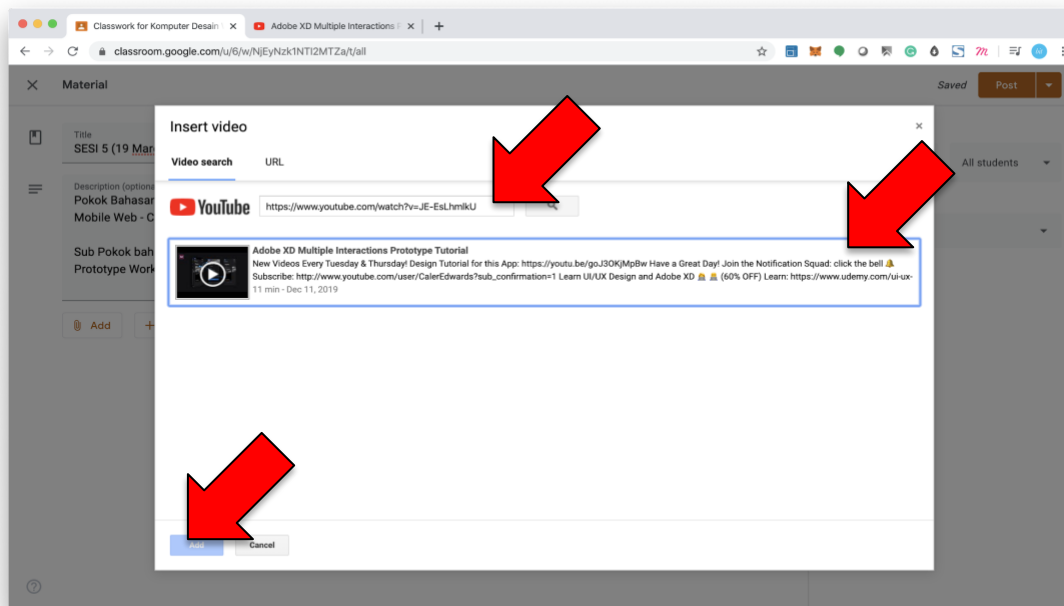 Classwork for Komputer Desain
Adobe XD Multiple Interactions P
classroom.google.com/u/6/w/NjEyNzk1NTI2MTZa/t/all
Material
Saved
Post
Insert video
Title
SESI 5 (19 Mar
Video search
URL
All students
Description (optiona
Pokok Bahasan
YouTube
https://www.youtube.com/watch?v=JE-EsLhmlkU
Mobile Web - C
Sub Pokok bah
Prototype Work
Adobe XD Multiple Interactions Prototype Tutorial
New Videos Every Tuesday & Thursday! Design Tutorial for this App: https://youtu.be/goJ3OKjMpBw Have a Great Day! Join the Notification Squad: click the bell 🔔
Subscribe: http://www.youtube.com/user/CalerEdwards?sub_confirmation=1 Learn UI/UX Design and Adobe XD 👨‍🎓 👩‍🎓 (60% OFF) Learn: https://www.udemy.com/ui-ux-
11 min - Dec 11, 2019
Add
Add
Cancel